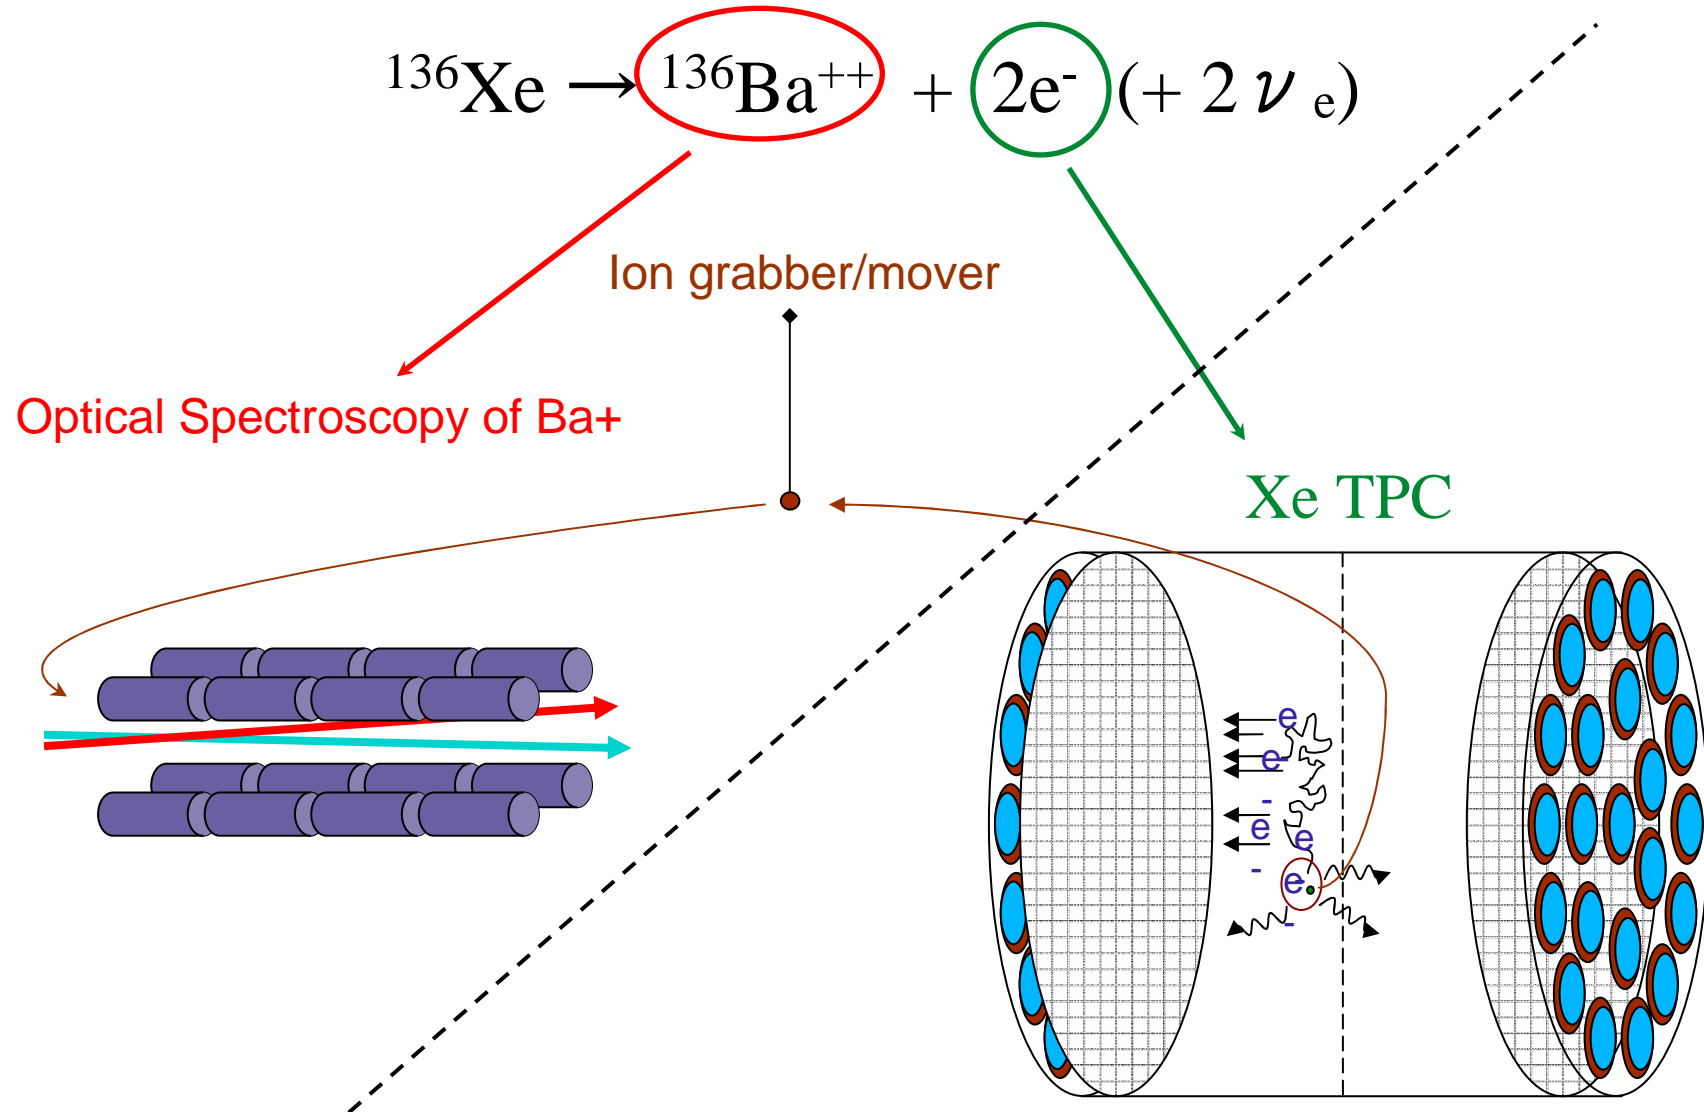 ¹³⁶Xe → ¹³⁶Ba⁺⁺ + 2e⁻ (+ 2 ν ₑ)
Ion grabber/mover
Optical Spectroscopy of Ba+
Xe TPC
e-
e-
e-
e-
e-